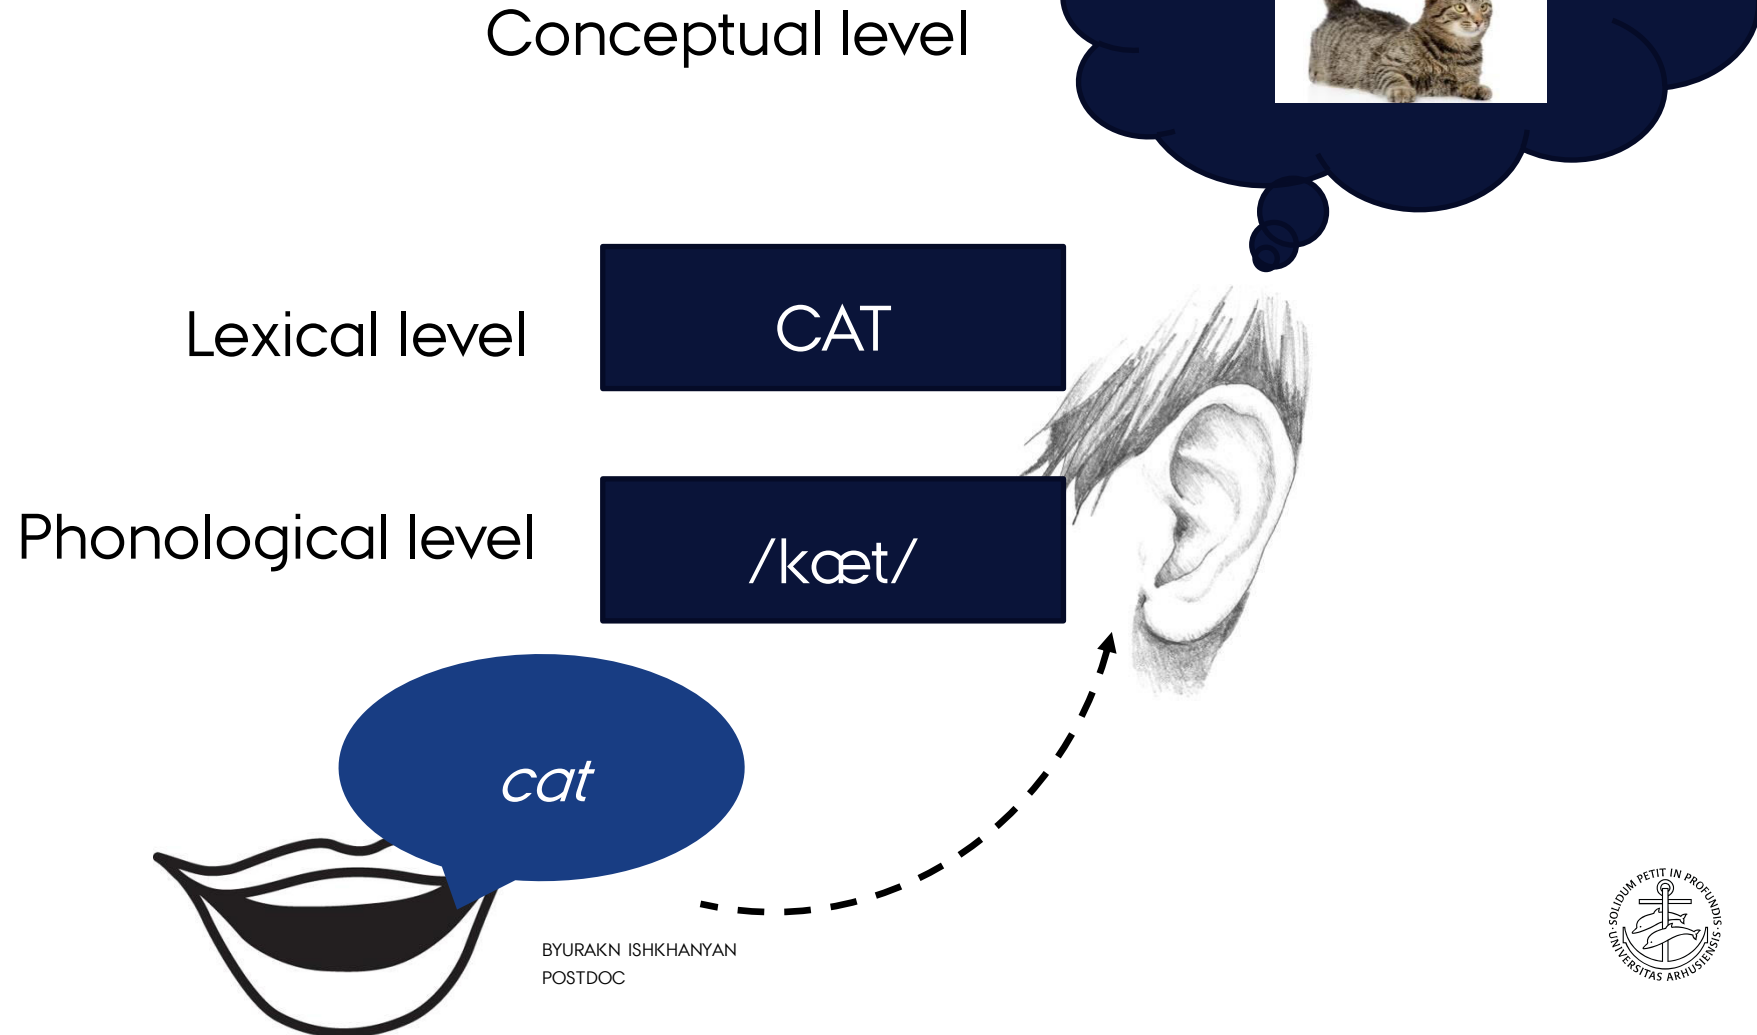 Conceptual level
Lexical level
CAT
Phonological level
/kæt/
cat
BYURAKN ISHKHANYAN
POSTDOC
SOLIDUM PETIT IN PROFUNDIS
UNIVERSITAS ARHUSIENSIS